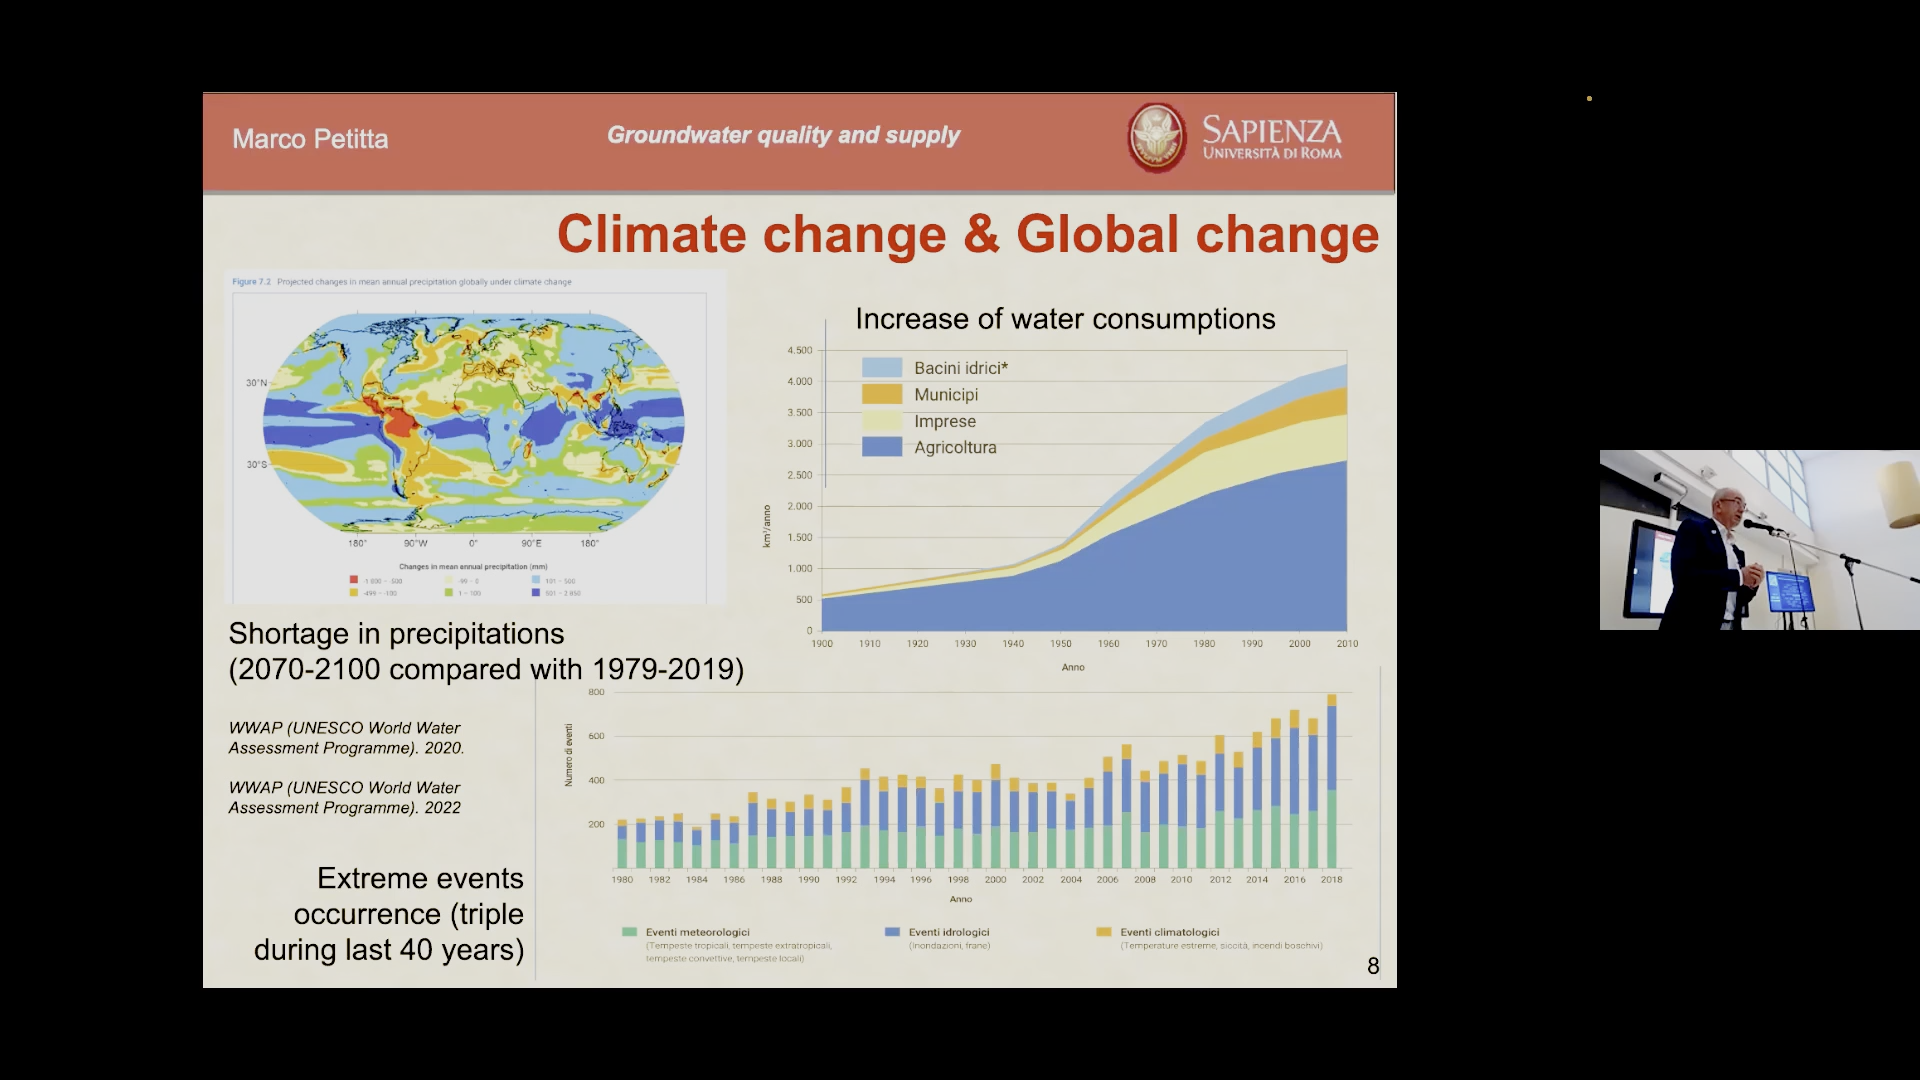 Marco Petitta
Groundwater quality and supply
SAPIENZA
UNIVERSITÀ DI ROMA
Climate change & Global change
Figure 7.2 Projected changes in mean annual precipitation globally under climate change
30°N
30°S
180° 90°W 0° 90°E 180°
Changes in mean annual precipitation (mm)
-1 800 – -500
-99 – 0
101 – 500
-499 – -100
1 – 100
501 – 2 850
Shortage in precipitations
(2070-2100 compared with 1979-2019)
WWAP (UNESCO World Water
Assessment Programme). 2020.
WWAP (UNESCO World Water
Assessment Programme). 2022
Extreme events
occurrence (triple
during last 40 years)
Increase of water consumptions
4.500
4.000
3.500
3.000
2.500
2.000
1.500
1.000
500
0
km³/anno
Bacini idrici*
Municipi
Imprese
Agricoltura
1900 1910 1920 1930 1940 1950 1960 1970 1980 1990 2000 2010
Anno
800
600
400
200
Numero di eventi
1980 1982 1984 1986 1988 1990 1992 1994 1996 1998 2000 2002 2004 2006 2008 2010 2012 2014 2016 2018
Anno
Eventi meteorologici
(Tempeste tropicali, tempeste extratropicali,
tempeste convettive, tempeste locali)
Eventi idrologici
(Inondazioni, frane)
Eventi climatologici
(Temperature estreme, siccità, incendi boschivi)
8